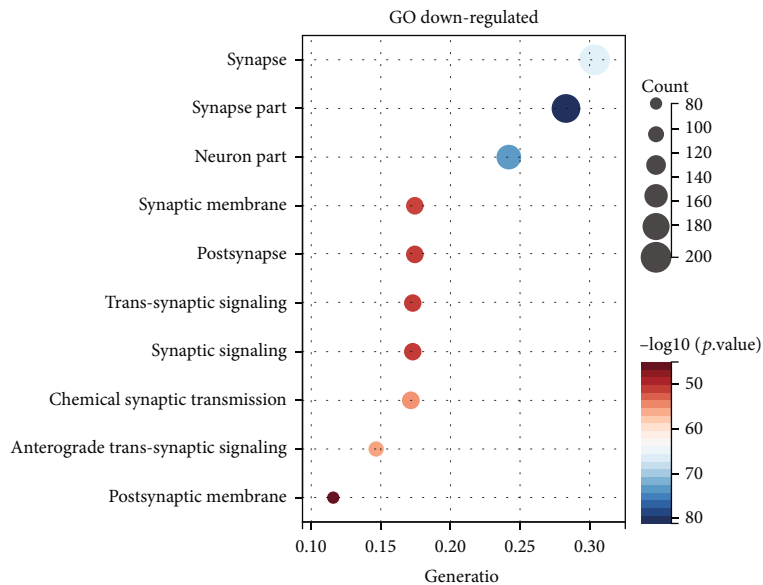 GO down-regulated
Synapse
Synapse part
Neuron part
Synaptic membrane
Postsynapse
Trans-synaptic signaling
Synaptic signaling
Chemical synaptic transmission
Anterograde trans-synaptic signaling
Postsynaptic membrane
0.10 0.15 0.20 0.25 0.30
Generatio
Count
80
100
120
140
160
180
200
–log10 (p.value)
50
60
70
80